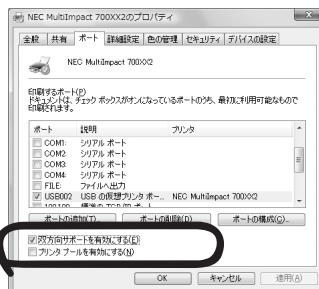 NEC MultiImpact 700XX2のプロパティ
全般 共有 ポート 詳細設定 色の管理 セキュリティ デバイスの設定
NEC MultiImpact 700XX2
印刷するポート(P)
ドキュメントは、チェック ボックスがオンになっているポートのうち、最初に利用可能なもので
印刷されます。
ポート 説明 プリンタ
COM1: シリアル ポート
COM2: シリアル ポート
COM3: シリアル ポート
COM4: シリアル ポート
FILE: ファイルへ出力
USB002 USB の仮想プリンタ ポー... NEC MultiImpact 700XX2
ポートの追加(T)... ポートの削除(D) ポートの構成(C)...
双方向サポートを有効にする(E)
プリンタ プールを有効にする(N)
OK キャンセル 適用(A)